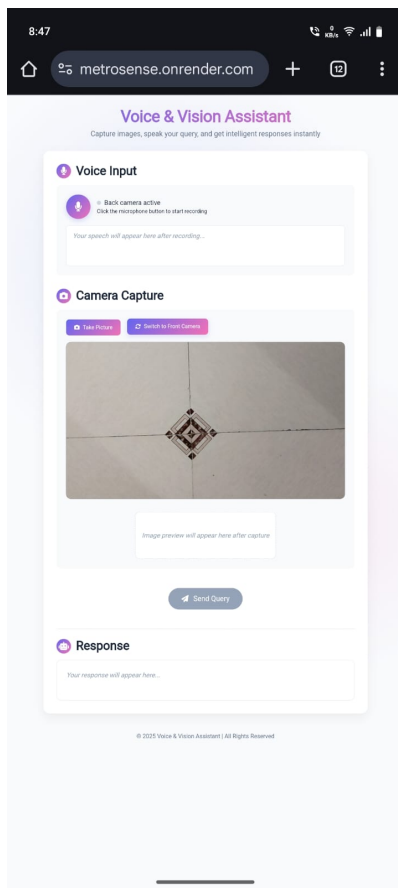 8:47
0
KB/s
metrosense.onrender.com
12
Voice & Vision Assistant
Capture images, speak your query, and get intelligent responses instantly
Voice Input
Back camera active
Click the microphone button to start recording
Your speech will appear here after recording...
Camera Capture
Take Picture
Switch to Front Camera
Image preview will appear here after capture
Send Query
Response
Your response will appear here...
© 2025 Voice & Vision Assistant | All Rights Reserved